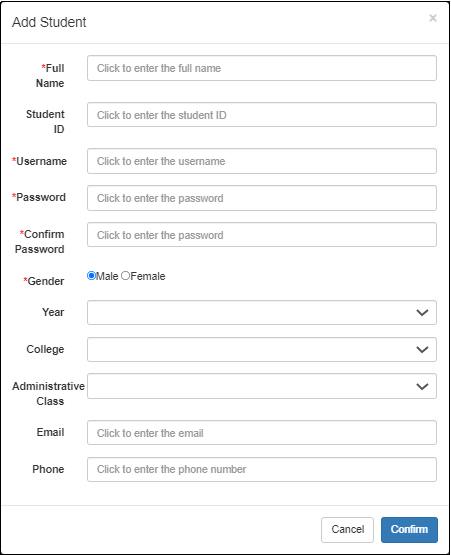 Add Student
×
*Full
Name
Click to enter the full name
Student
ID
Click to enter the student ID
*Username
Click to enter the username
*Password
Click to enter the password
*Confirm
Password
Click to enter the password
*Gender
Male Female
Year
College
Administrative
Class
Email
Click to enter the email
Phone
Click to enter the phone number
Cancel Confirm